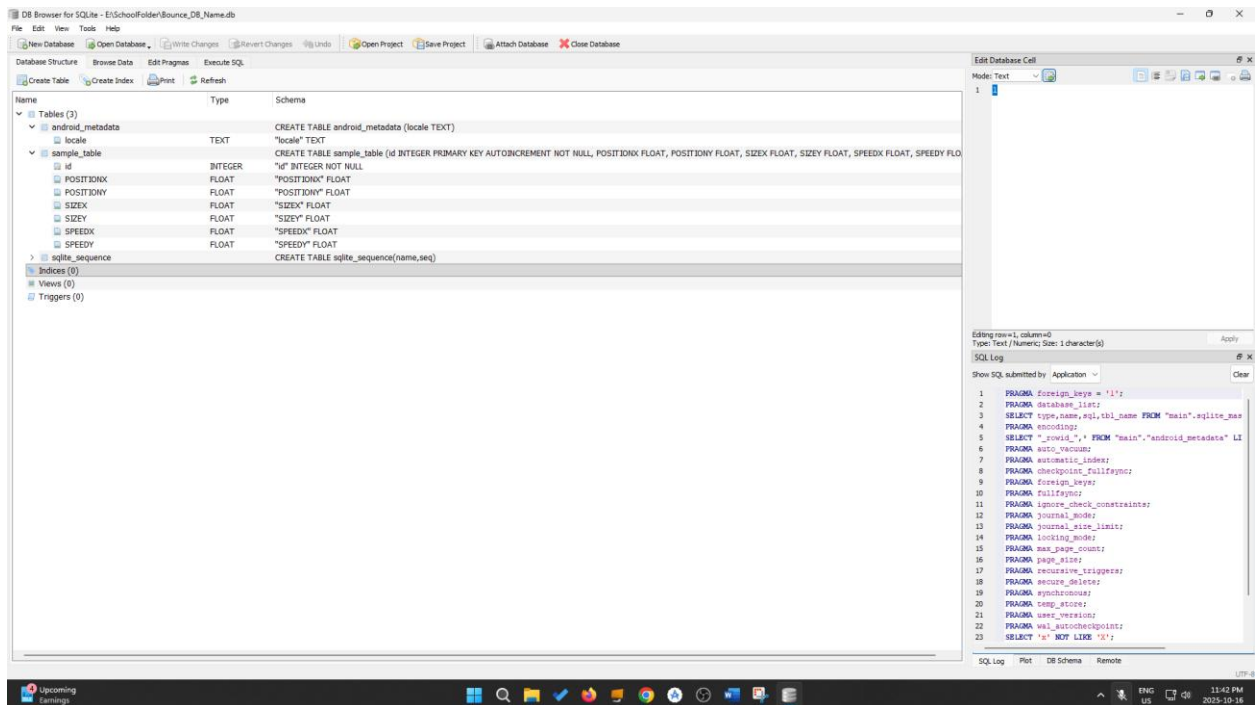 DB Browser for SQLite - E:\SchoolFolder\Bounce_DB_Name.db
File Edit View Tools Help
New Database Open Database Write Changes Revert Changes Undo Open Project Save Project Attach Database Close Database
Database Structure Browse Data Edit Pragmas Execute SQL
Create Table Create Index Print Refresh
Name Type Schema
Tables (3)
android_metadata CREATE TABLE android_metadata (locale TEXT)
locale TEXT "locale" TEXT
sample_table CREATE TABLE sample_table (id INTEGER PRIMARY KEY AUTOINCREMENT NOT NULL, POSITIONX FLOAT, POSITIONY FLOAT, SIZEX FLOAT, SIZEY FLOAT, SPEEDX FLOAT, SPEEDY FLO
id INTEGER "id" INTEGER NOT NULL
POSITIONX FLOAT "POSITIONX" FLOAT
POSITIONY FLOAT "POSITIONY" FLOAT
SIZEX FLOAT "SIZEX" FLOAT
SIZEY FLOAT "SIZEY" FLOAT
SPEEDX FLOAT "SPEEDX" FLOAT
SPEEDY FLOAT "SPEEDY" FLOAT
sqlite_sequence CREATE TABLE sqlite_sequence(name,seq)
Indices (0)
Views (0)
Triggers (0)
Edit Database Cell
Mode: Text
1 1
Editing row=1, column=0
Type: Text / Numeric; Size: 1 character(s)
Apply
SQL Log
Show SQL submitted by Application Clear
1 PRAGMA foreign_keys = '1';
2 PRAGMA database_list;
3 SELECT type,name,sql,tbl_name FROM "main".sqlite_mas
4 PRAGMA encoding;
5 SELECT "_rowid_",* FROM "main"."android_metadata" LI
6 PRAGMA auto_vacuum;
7 PRAGMA automatic_index;
8 PRAGMA checkpoint_fullfsync;
9 PRAGMA foreign_keys;
10 PRAGMA fullfsync;
11 PRAGMA ignore_check_constraints;
12 PRAGMA journal_mode;
13 PRAGMA journal_size_limit;
14 PRAGMA locking_mode;
15 PRAGMA max_page_count;
16 PRAGMA page_size;
17 PRAGMA recursive_triggers;
18 PRAGMA secure_delete;
19 PRAGMA synchronous;
20 PRAGMA temp_store;
21 PRAGMA user_version;
22 PRAGMA wal_autocheckpoint;
23 SELECT 'x' NOT LIKE 'X';
SQL Log Plot DB Schema Remote
UTF-8
4 Upcoming
Earnings
ENG
US
11:42 PM
2025-10-16